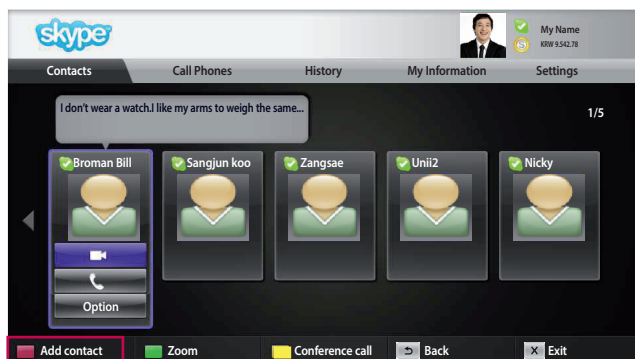 skype
My Name
KRW 9.542.78
Contacts Call Phones History My Information Settings
I don't wear a watch.I like my arms to weigh the same...
1/5
Broman Bill Sangjun koo Zangsae Unii2 Nicky
Option
Add contact Zoom Conference call Back X Exit